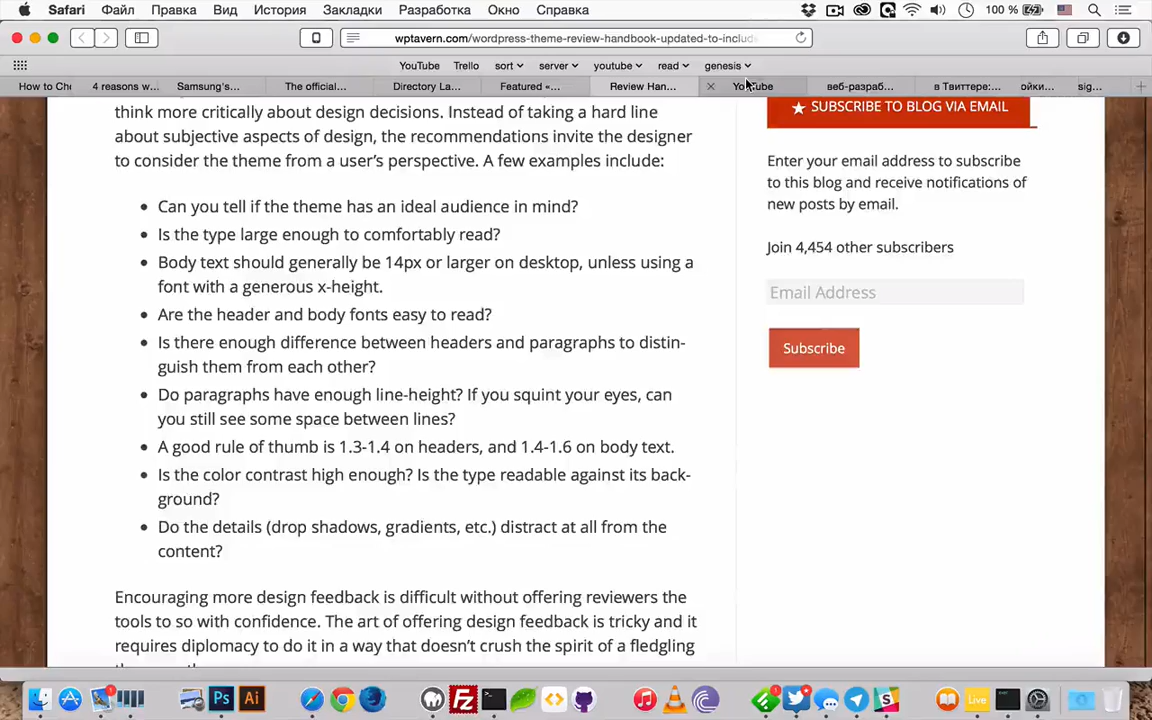 Safari Файл Правка Вид История Закладки Разработка Окно Справка 100 %
wptavern.com/wordpress-theme-review-handbook-updated-to-include
YouTube Trello sort server youtube read genesis
How to Cho 4 reasons w... Samsung's... The official... Directory La... Featured «... Review Han... YouTube веб-разраб... в Твиттере:... ойки... sig...
think more critically about design decisions. Instead of taking a hard line
about subjective aspects of design, the recommendations invite the designer
to consider the theme from a user's perspective. A few examples include:
• Can you tell if the theme has an ideal audience in mind?
• Is the type large enough to comfortably read?
• Body text should generally be 14px or larger on desktop, unless using a
font with a generous x-height.
• Are the header and body fonts easy to read?
• Is there enough difference between headers and paragraphs to distin-
guish them from each other?
• Do paragraphs have enough line-height? If you squint your eyes, can
you still see some space between lines?
• A good rule of thumb is 1.3-1.4 on headers, and 1.4-1.6 on body text.
• Is the color contrast high enough? Is the type readable against its back-
ground?
• Do the details (drop shadows, gradients, etc.) distract at all from the
content?
Encouraging more design feedback is difficult without offering reviewers the
tools to so with confidence. The art of offering design feedback is tricky and it
requires diplomacy to do it in a way that doesn't crush the spirit of a fledgling
★ SUBSCRIBE TO BLOG VIA EMAIL
Enter your email address to subscribe
to this blog and receive notifications of
new posts by email.
Join 4,454 other subscribers
Email Address
Subscribe
Ps Ai Fz Live